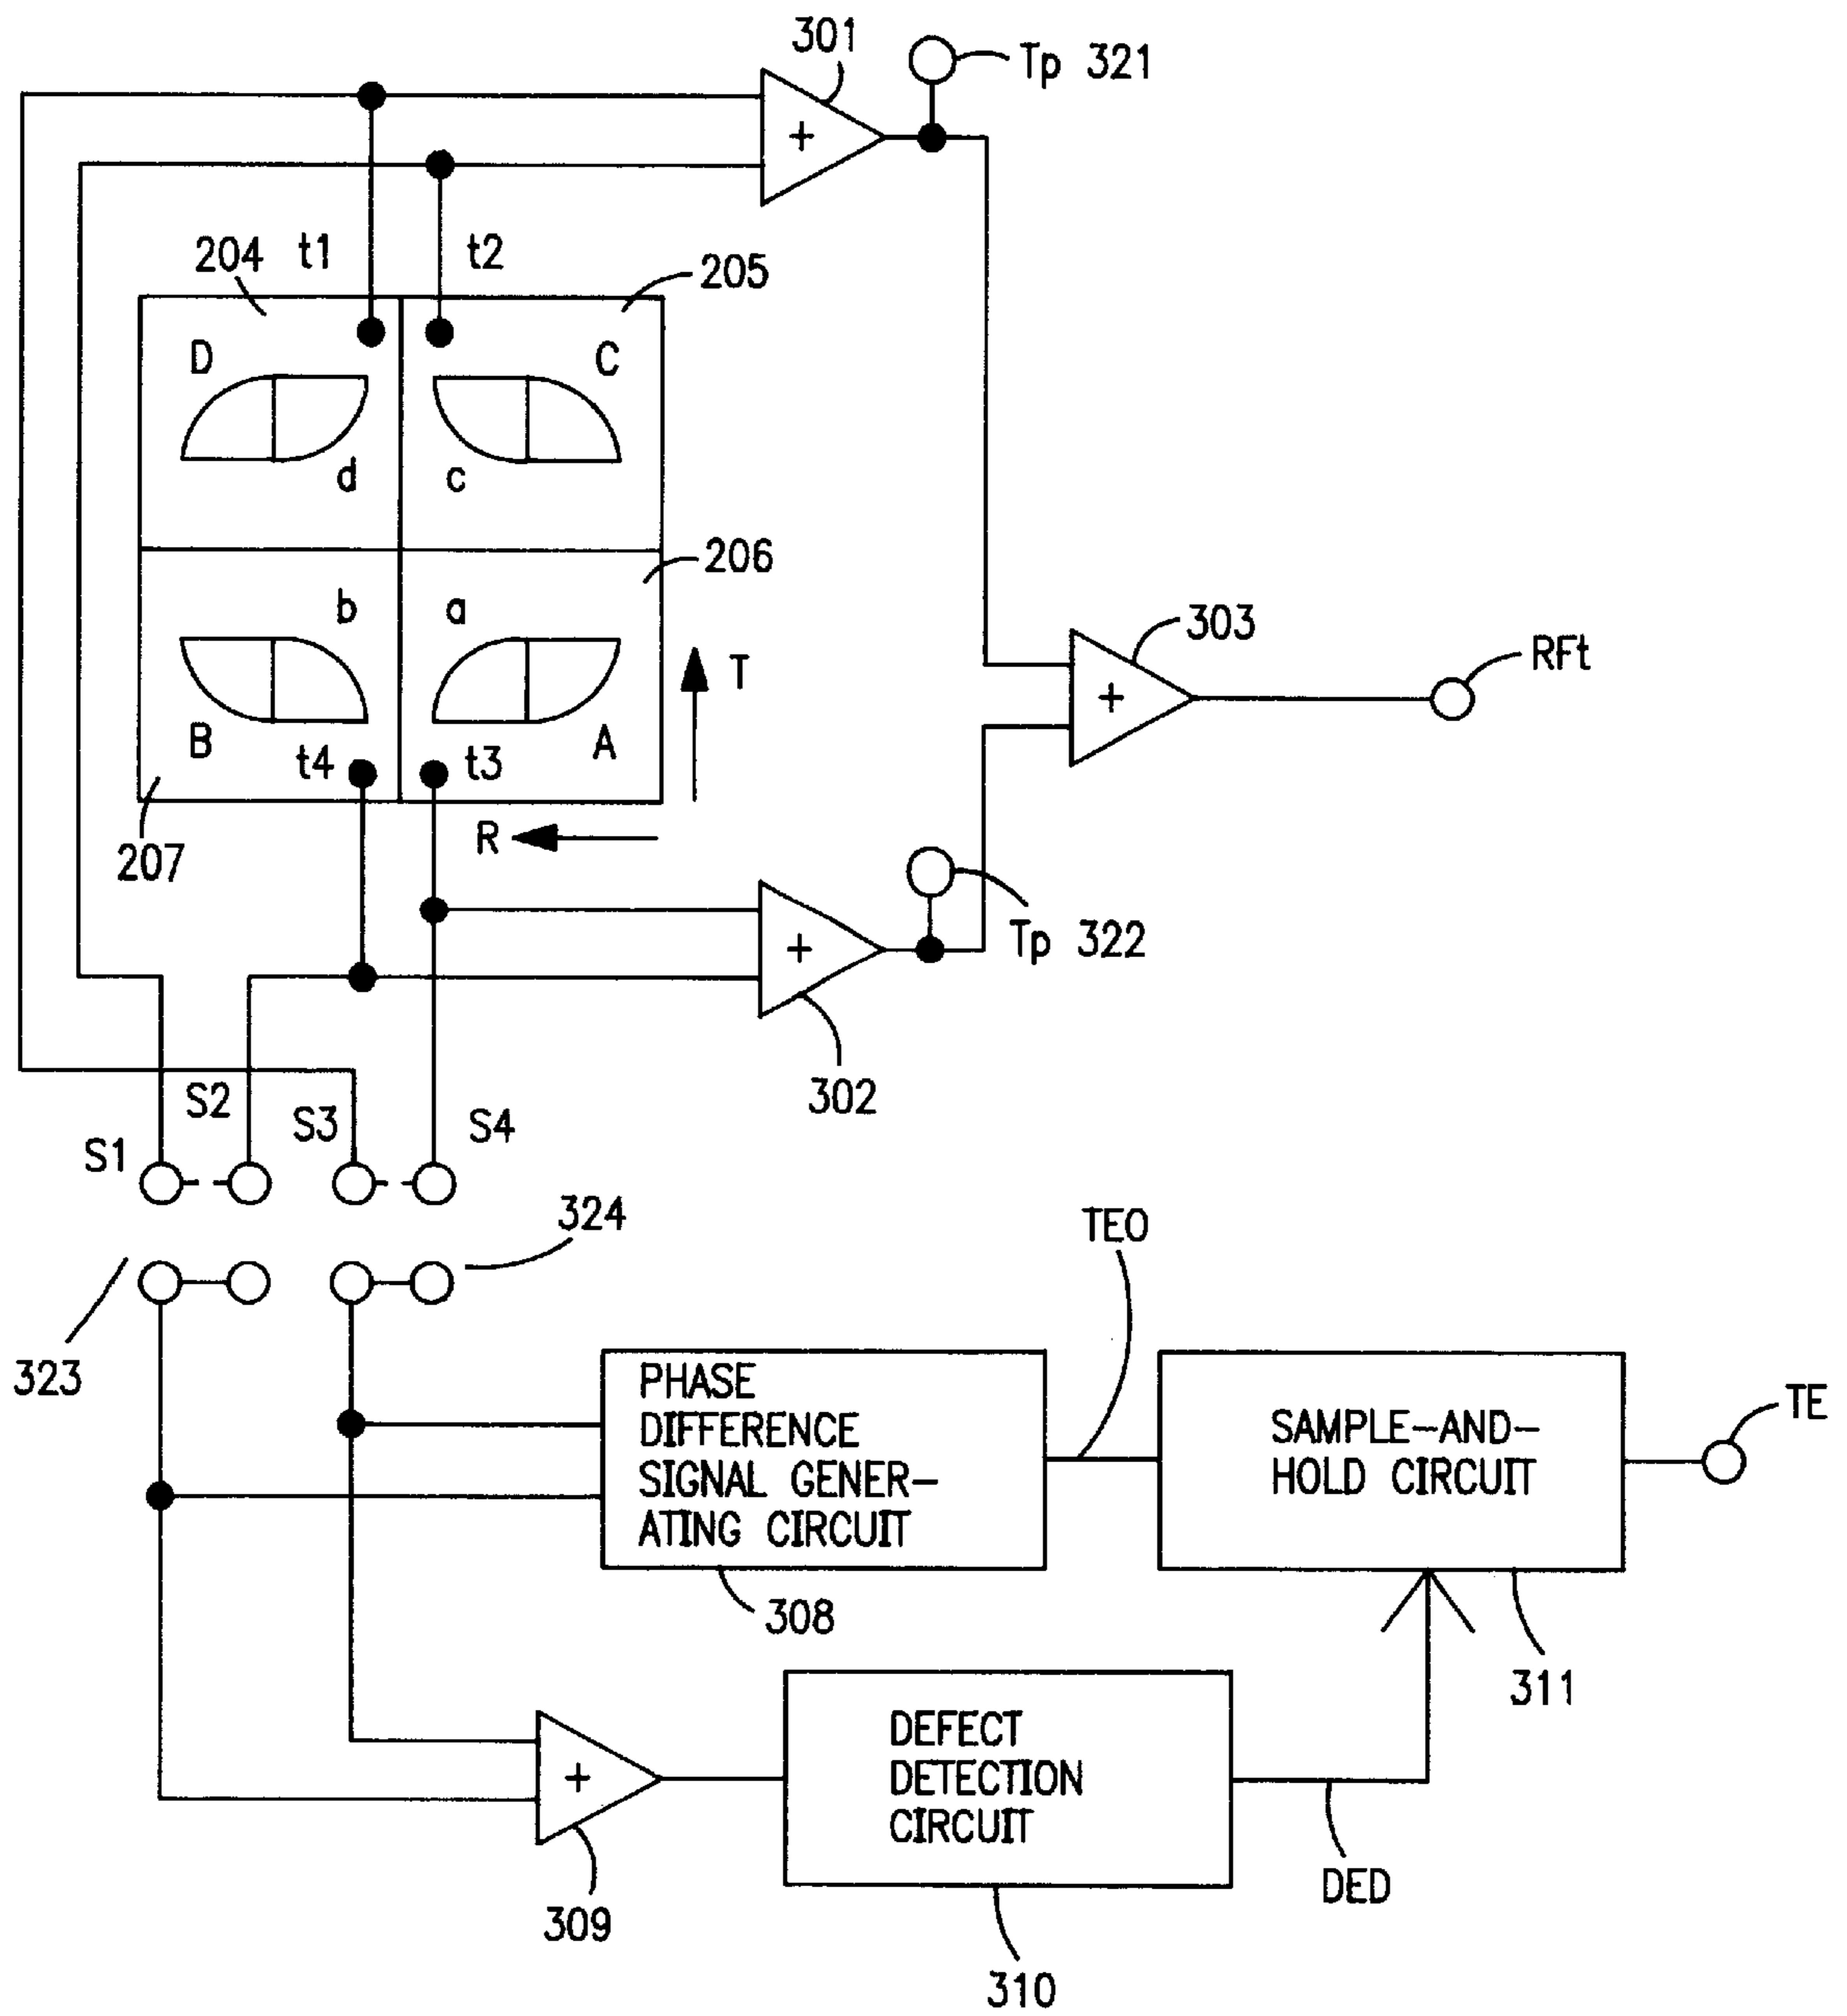 301
Tp 321
+
204
t1
t2
205
D
C
d
c
206
b
a
303
RFt
T
+
B
A
t4
t3
R
207
Tp 322
+
302
S2
S3
S4
S1
324
TEO
323
PHASE
DIFFERENCE
SIGNAL GENER-
ATING CIRCUIT
SAMPLE-AND-
HOLD CIRCUIT
TE
308
311
DEFECT
DETECTION
CIRCUIT
+
DED
309
310